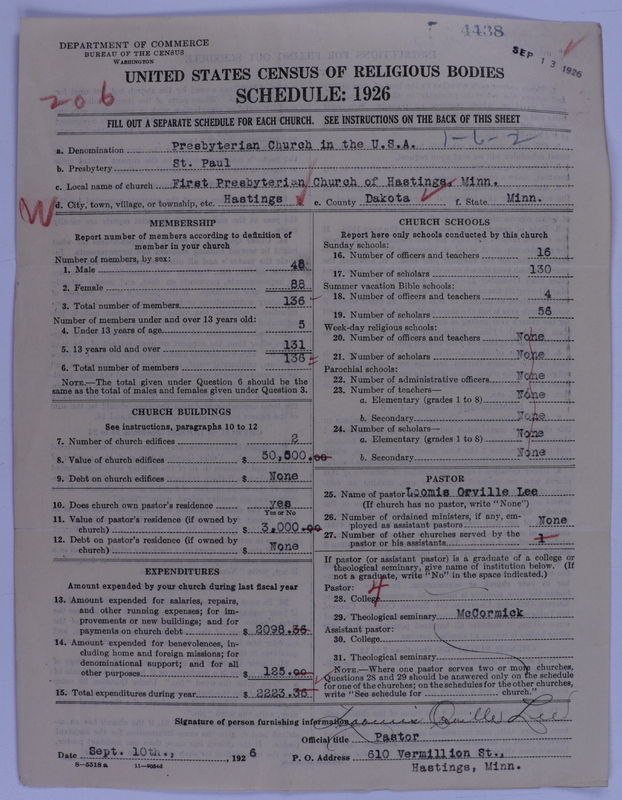 4438
SEP 13 1926
DEPARTMENT OF COMMERCE
BUREAU OF THE CENSUS
WASHINGTON
UNITED STATES CENSUS OF RELIGIOUS BODIES
SCHEDULE: 1926
206
FILL OUT A SEPARATE SCHEDULE FOR EACH CHURCH. SEE INSTRUCTIONS ON THE BACK OF THIS SHEET
1-6-2
a. Denomination Presbyterian Church in the U.S.A.
b. Presbytery St. Paul
c. Local name of church First Presbyterian Church of Hastings, Minn.
W
d. City, town, village, or township, etc. Hastings e. County Dakota f. State Minn.
MEMBERSHIP
Report number of members according to definition of
member in your church
Number of members, by sex:
1. Male 48
2. Female 88
3. Total number of members 136
Number of members under and over 13 years old:
4. Under 13 years of age 5
5. 13 years old and over 131
6. Total number of members 136
NOTE.—The total given under Question 6 should be the
same as the total of males and females given under Question 3.
CHURCH BUILDINGS
See instructions, paragraphs 10 to 12
7. Number of church edifices 2
8. Value of church edifices $ 50,500.00
9. Debt on church edifices $ None
10. Does church own pastor's residence yes
Yes or No
11. Value of pastor's residence (if owned by
church) $ 3,000.00
12. Debt on pastor's residence (if owned by
church) $ None
EXPENDITURES
Amount expended by your church during last fiscal year
13. Amount expended for salaries, repairs,
and other running expenses; for im-
provements or new buildings; and for
payments on church debt $ 2098.36
14. Amount expended for benevolences, in-
cluding home and foreign missions; for
denominational support; and for all
other purposes $ 125.00
15. Total expenditures during year $ 2223.36
CHURCH SCHOOLS
Report here only schools conducted by this church
Sunday schools:
16. Number of officers and teachers 16
17. Number of scholars 130
Summer vacation Bible schools:
18. Number of officers and teachers 4
19. Number of scholars 56
Week-day religious schools:
20. Number of officers and teachers None
21. Number of scholars None
Parochial schools:
22. Number of administrative officers None
23. Number of teachers—
a. Elementary (grades 1 to 8) None
b. Secondary None
24. Number of scholars—
a. Elementary (grades 1 to 8) None
b. Secondary None
PASTOR
25. Name of pastor Loomis Orville Lee
(If church has no pastor, write "None")
26. Number of ordained ministers, if any, em-
ployed as assistant pastors None
27. Number of other churches served by the
pastor or his assistants 1
If pastor (or assistant pastor) is a graduate of a college or
theological seminary, give name of institution below. (If
not a graduate, write "No" in the space indicated.)
Pastor: 4
28. College
29. Theological seminary McCormick
Assistant pastor:
30. College
31. Theological seminary
NOTE.—Where one pastor serves two or more churches,
Questions 28 and 29 should be answered only on the schedule
for one of the churches; on the schedules for the other churches,
write "See schedule for church."
Signature of person furnishing information Loomis Orville Lee
Official title Pastor
Date Sept. 10th., 1926 P. O. Address 610 Vermillion St.,
8—5518 a 11—9054d Hastings, Minn.